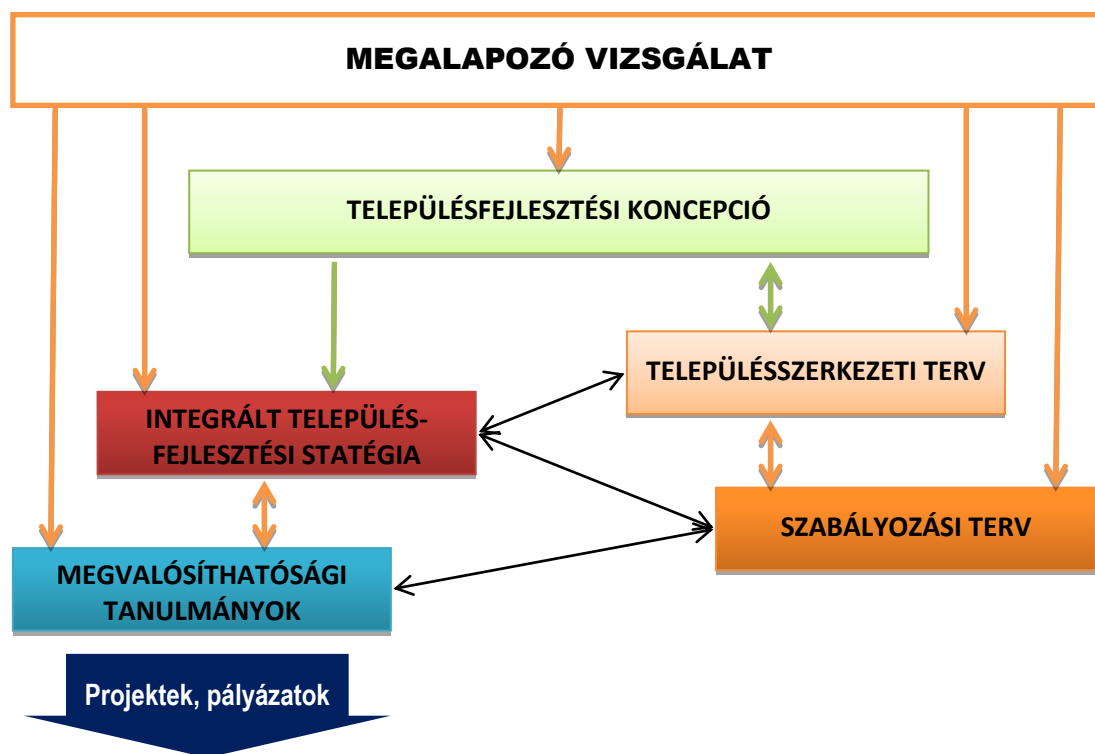 MEGALAPOZÓ VIZSGÁLAT
TELEPÜLÉSFEJLESZTÉSI KONCEPCIÓ
TELEPÜLÉSSZERKEZETI TERV
INTEGRÁLT TELEPÜLÉS-
FEJLESZTÉSI STATÉGIA
SZABÁLYOZÁSI TERV
MEGVALÓSÍTHATÓSÁGI
TANULMÁNYOK
Projektek, pályázatok